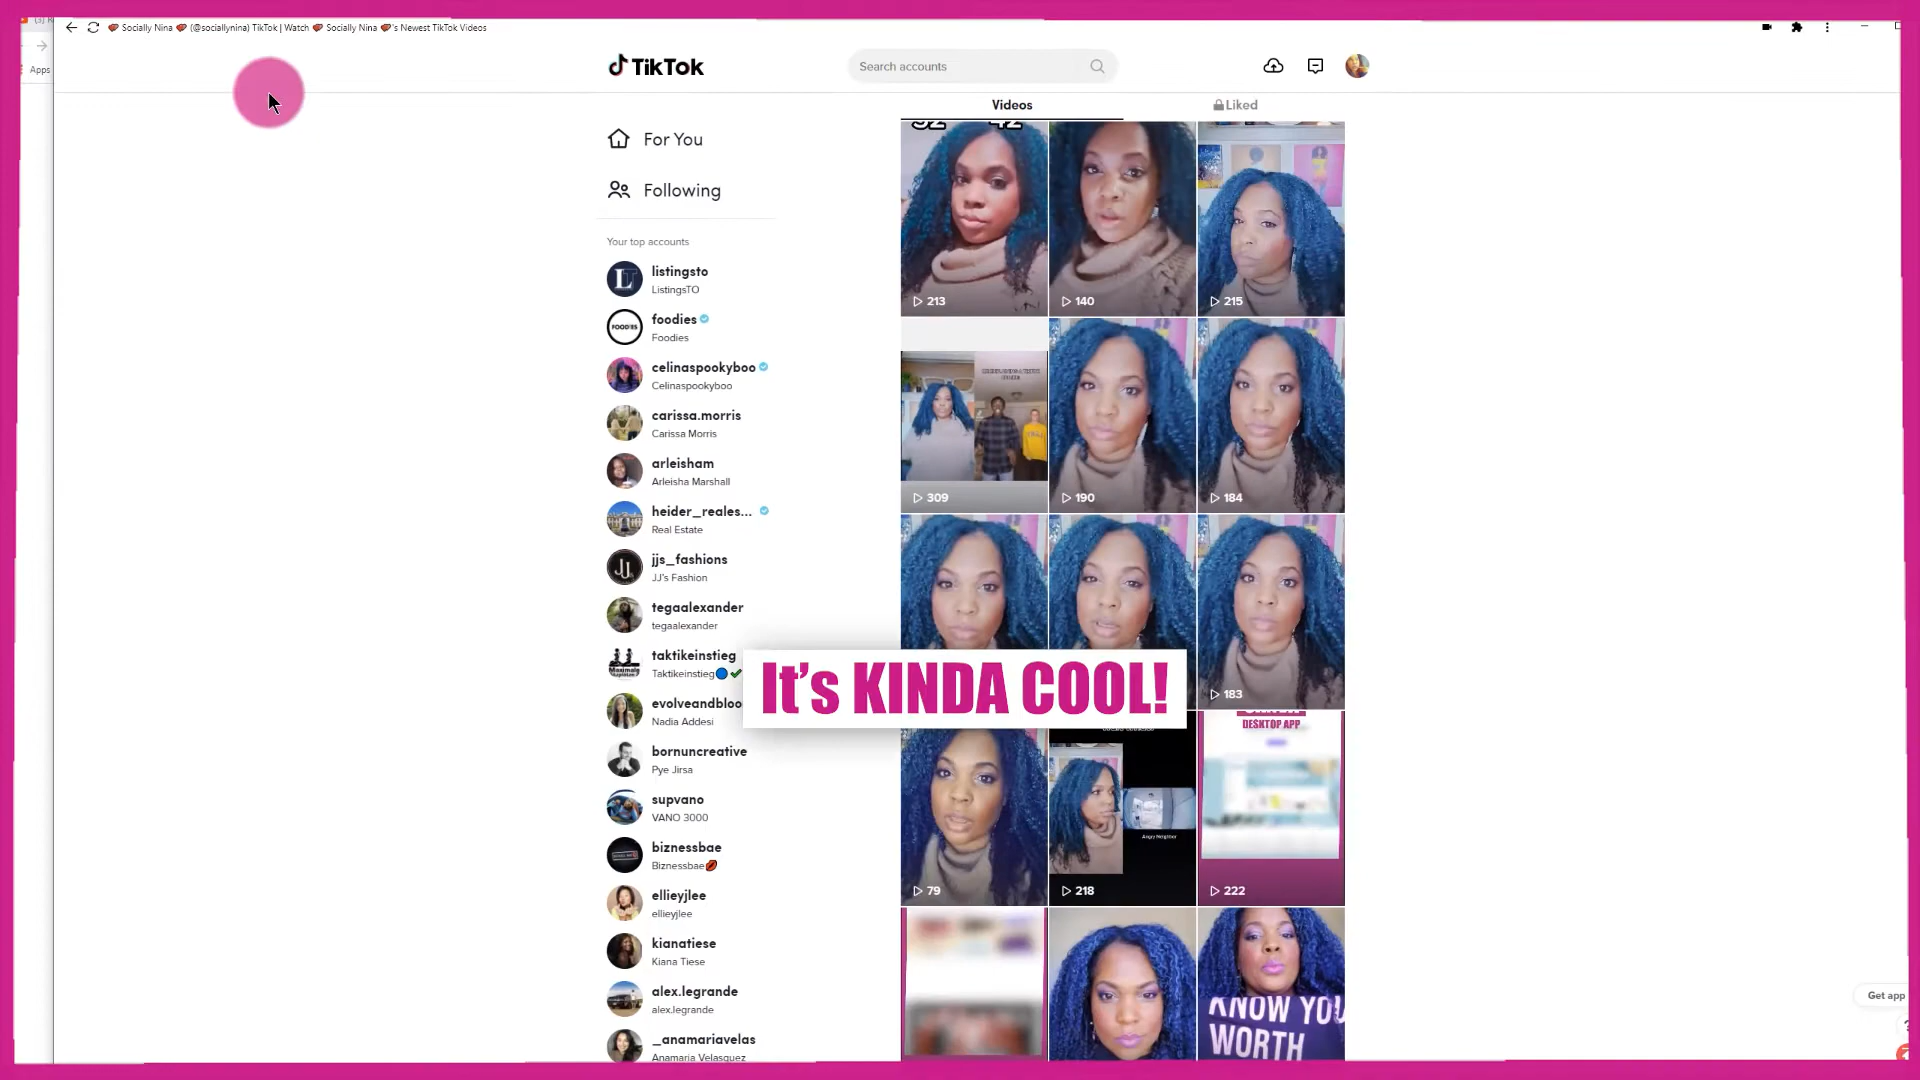 Socially Nina (@sociallynina) TikTok | Watch Socially Nina 's Newest TikTok Videos
Apps
TikTok
Search accounts
Videos
Liked
For You
Following
Your top accounts
listingsto
ListingsTO
foodies
Foodies
FOODIES
celinaspookyboo
Celinaspookyboo
carissa.morris
Carissa Morris
arleisham
Arleisha Marshall
heider_reales...
Real Estate
jjs_fashions
JJ's Fashion
JJ
tegaalexander
tegaalexander
taktikeinstieg
Taktikeinstieg
evolveandbloo
Nadia Addesi
bornuncreative
Pye Jirsa
supvano
VANO 3000
biznessbae
Biznessbae
ellieyjlee
ellieyjlee
kianatiese
Kiana Tiese
alex.legrande
alex.legrande
_anamariavelas
Anamaria Velasquez
213
140
215
309
190
184
183
It's KINDA COOL!
DESKTOP APP
Angry Neighbor
79
218
222
KNOW YOU
WORTH
Get app